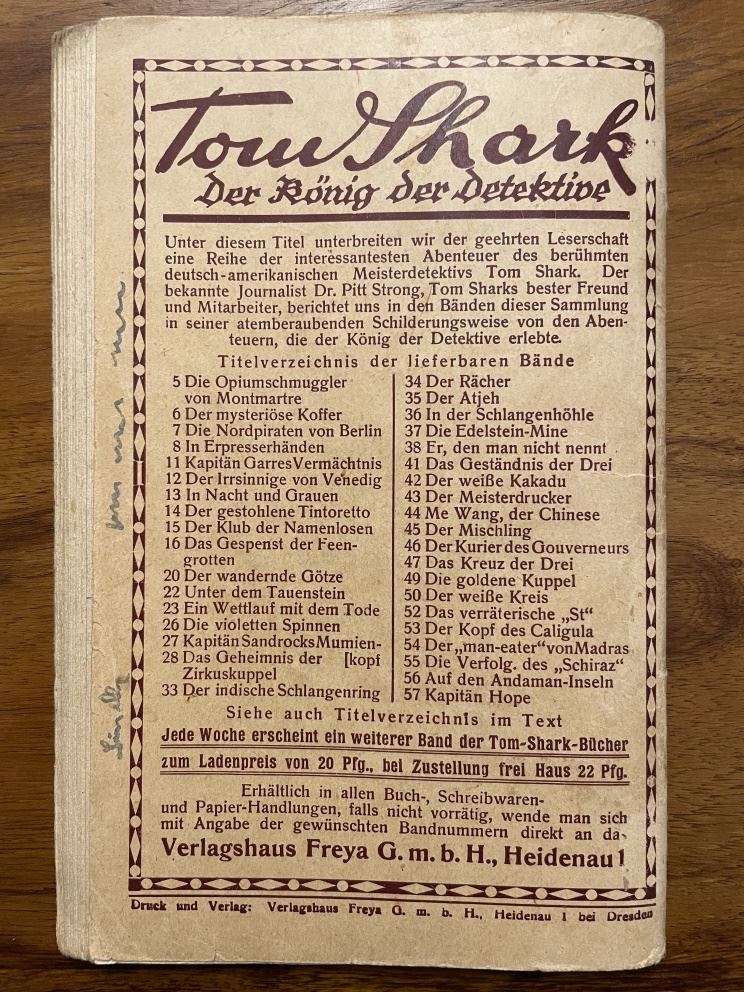 Tom Shark
Der König der Detektive
Unter diesem Titel unterbreiten wir der geehrten Leserschaft
eine Reihe der interessantesten Abenteuer des berühmten
deutsch-amerikanischen Meisterdetektivs Tom Shark. Der
bekannte Journalist Dr. Pitt Strong, Tom Sharks bester Freund
und Mitarbeiter, berichtet uns in den Bänden dieser Sammlung
in seiner atemberaubenden Schilderungsweise von den Aben-
teuern, die der König der Detektive erlebte.
Titelverzeichnis der lieferbaren Bände
5 Die Opiumschmuggler
von Montmartre
6 Der mysteriöse Koffer
7 Die Nordpiraten von Berlin
8 In Erpresserhänden
11 Kapitän Garres Vermächtnis
12 Der Irrsinnige von Venedig
13 In Nacht und Grauen
14 Der gestohlene Tintoretto
15 Der Klub der Namenlosen
16 Das Gespenst der Feen-
grotten
20 Der wandernde Götze
22 Unter dem Tauenstein
23 Ein Wettlauf mit dem Tode
26 Die violetten Spinnen
27 Kapitän Sandrocks Mumien-
28 Das Geheimnis der [kopf
Zirkuskuppel
33 Der indische Schlangenring
34 Der Rächer
35 Der Atjeh
36 In der Schlangenhöhle
37 Die Edelstein-Mine
38 Er, den man nicht nennt
41 Das Geständnis der Drei
42 Der weiße Kakadu
43 Der Meisterdrucker
44 Me Wang, der Chinese
45 Der Mischling
46 Der Kurier des Gouverneurs
47 Das Kreuz der Drei
49 Die goldene Kuppel
50 Der weiße Kreis
52 Das verräterische „St“
53 Der Kopf des Caligula
54 Der „man-eater“ von Madras
55 Die Verfolg. des „Schiraz“
56 Auf den Andaman-Inseln
57 Kapitän Hope
Siehe auch Titelverzeichnis im Text
Jede Woche erscheint ein weiterer Band der Tom-Shark-Bücher
zum Ladenpreis von 20 Pfg., bei Zustellung frei Haus 22 Pfg.
Erhältlich in allen Buch-, Schreibwaren-
und Papier-Handlungen, falls nicht vorrätig, wende man sich
mit Angabe der gewünschten Bandnummern direkt an da
Verlagshaus Freya G. m. b. H., Heidenau 1
Druck und Verlag: Verlagshaus Freya G. m. b. H., Heidenau 1 bei Dresden